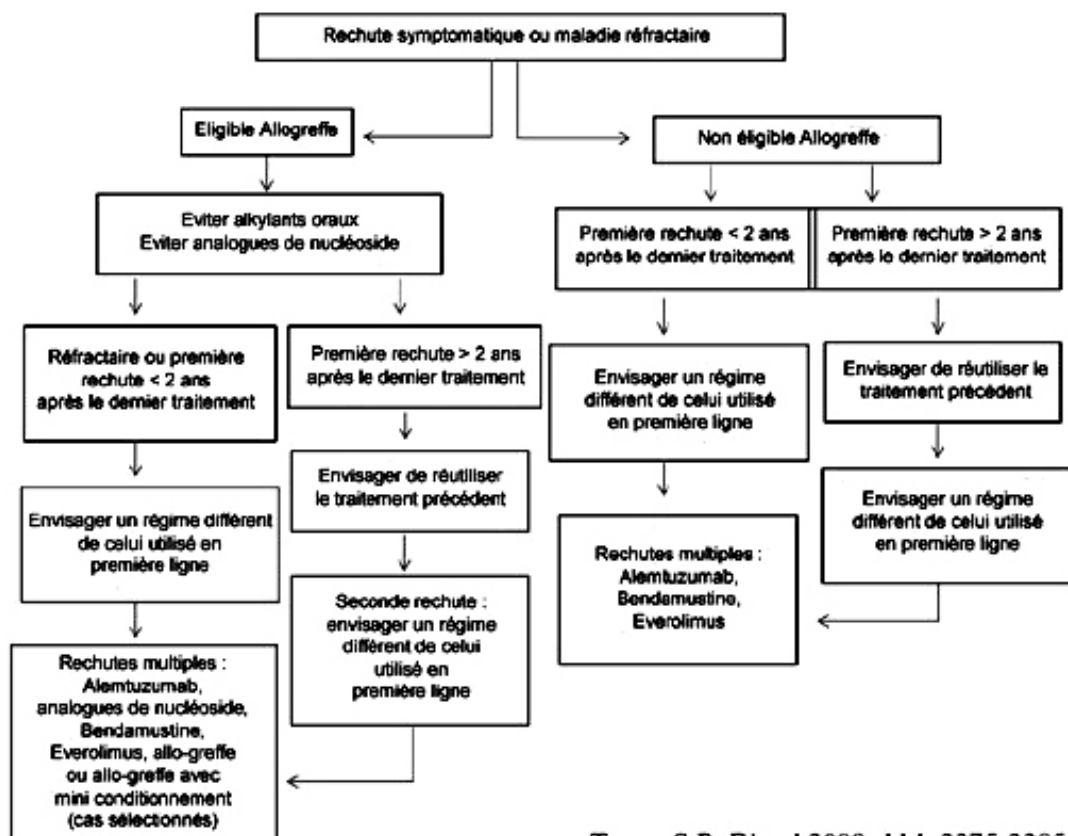 Rechute symptomatique ou maladie réfractaire
Eligible Allogreffe
Non éligible Allogreffe
Eviter alkylants oraux
Eviter analogues de nucléoside
Première rechute < 2 ans
après le dernier traitement
Première rechute > 2 ans
après le dernier traitement
Réfractaire ou première
rechute < 2 ans
après le dernier traitement
Première rechute > 2 ans
après le dernier traitement
Envisager un régime
différent de celui utilisé
en première ligne
Envisager de réutiliser le
traitement précédent
Envisager un régime différent
de celui utilisé en
première ligne
Envisager de réutiliser
le traitement précédent
Envisager un régime
différent de celui utilisé
en première ligne
Rechutes multiples :
Alemtuzumab,
Bendamustine,
Everolimus
Seconde rechute :
envisager un régime
différent de celui
utilisé en
première ligne
Rechutes multiples :
Alemtuzumab,
analogues de nucléoside,
Bendamustine,
Everolimus, allo-greffe
ou allo-greffe avec
mini conditionnement
(cas sélectionnés)